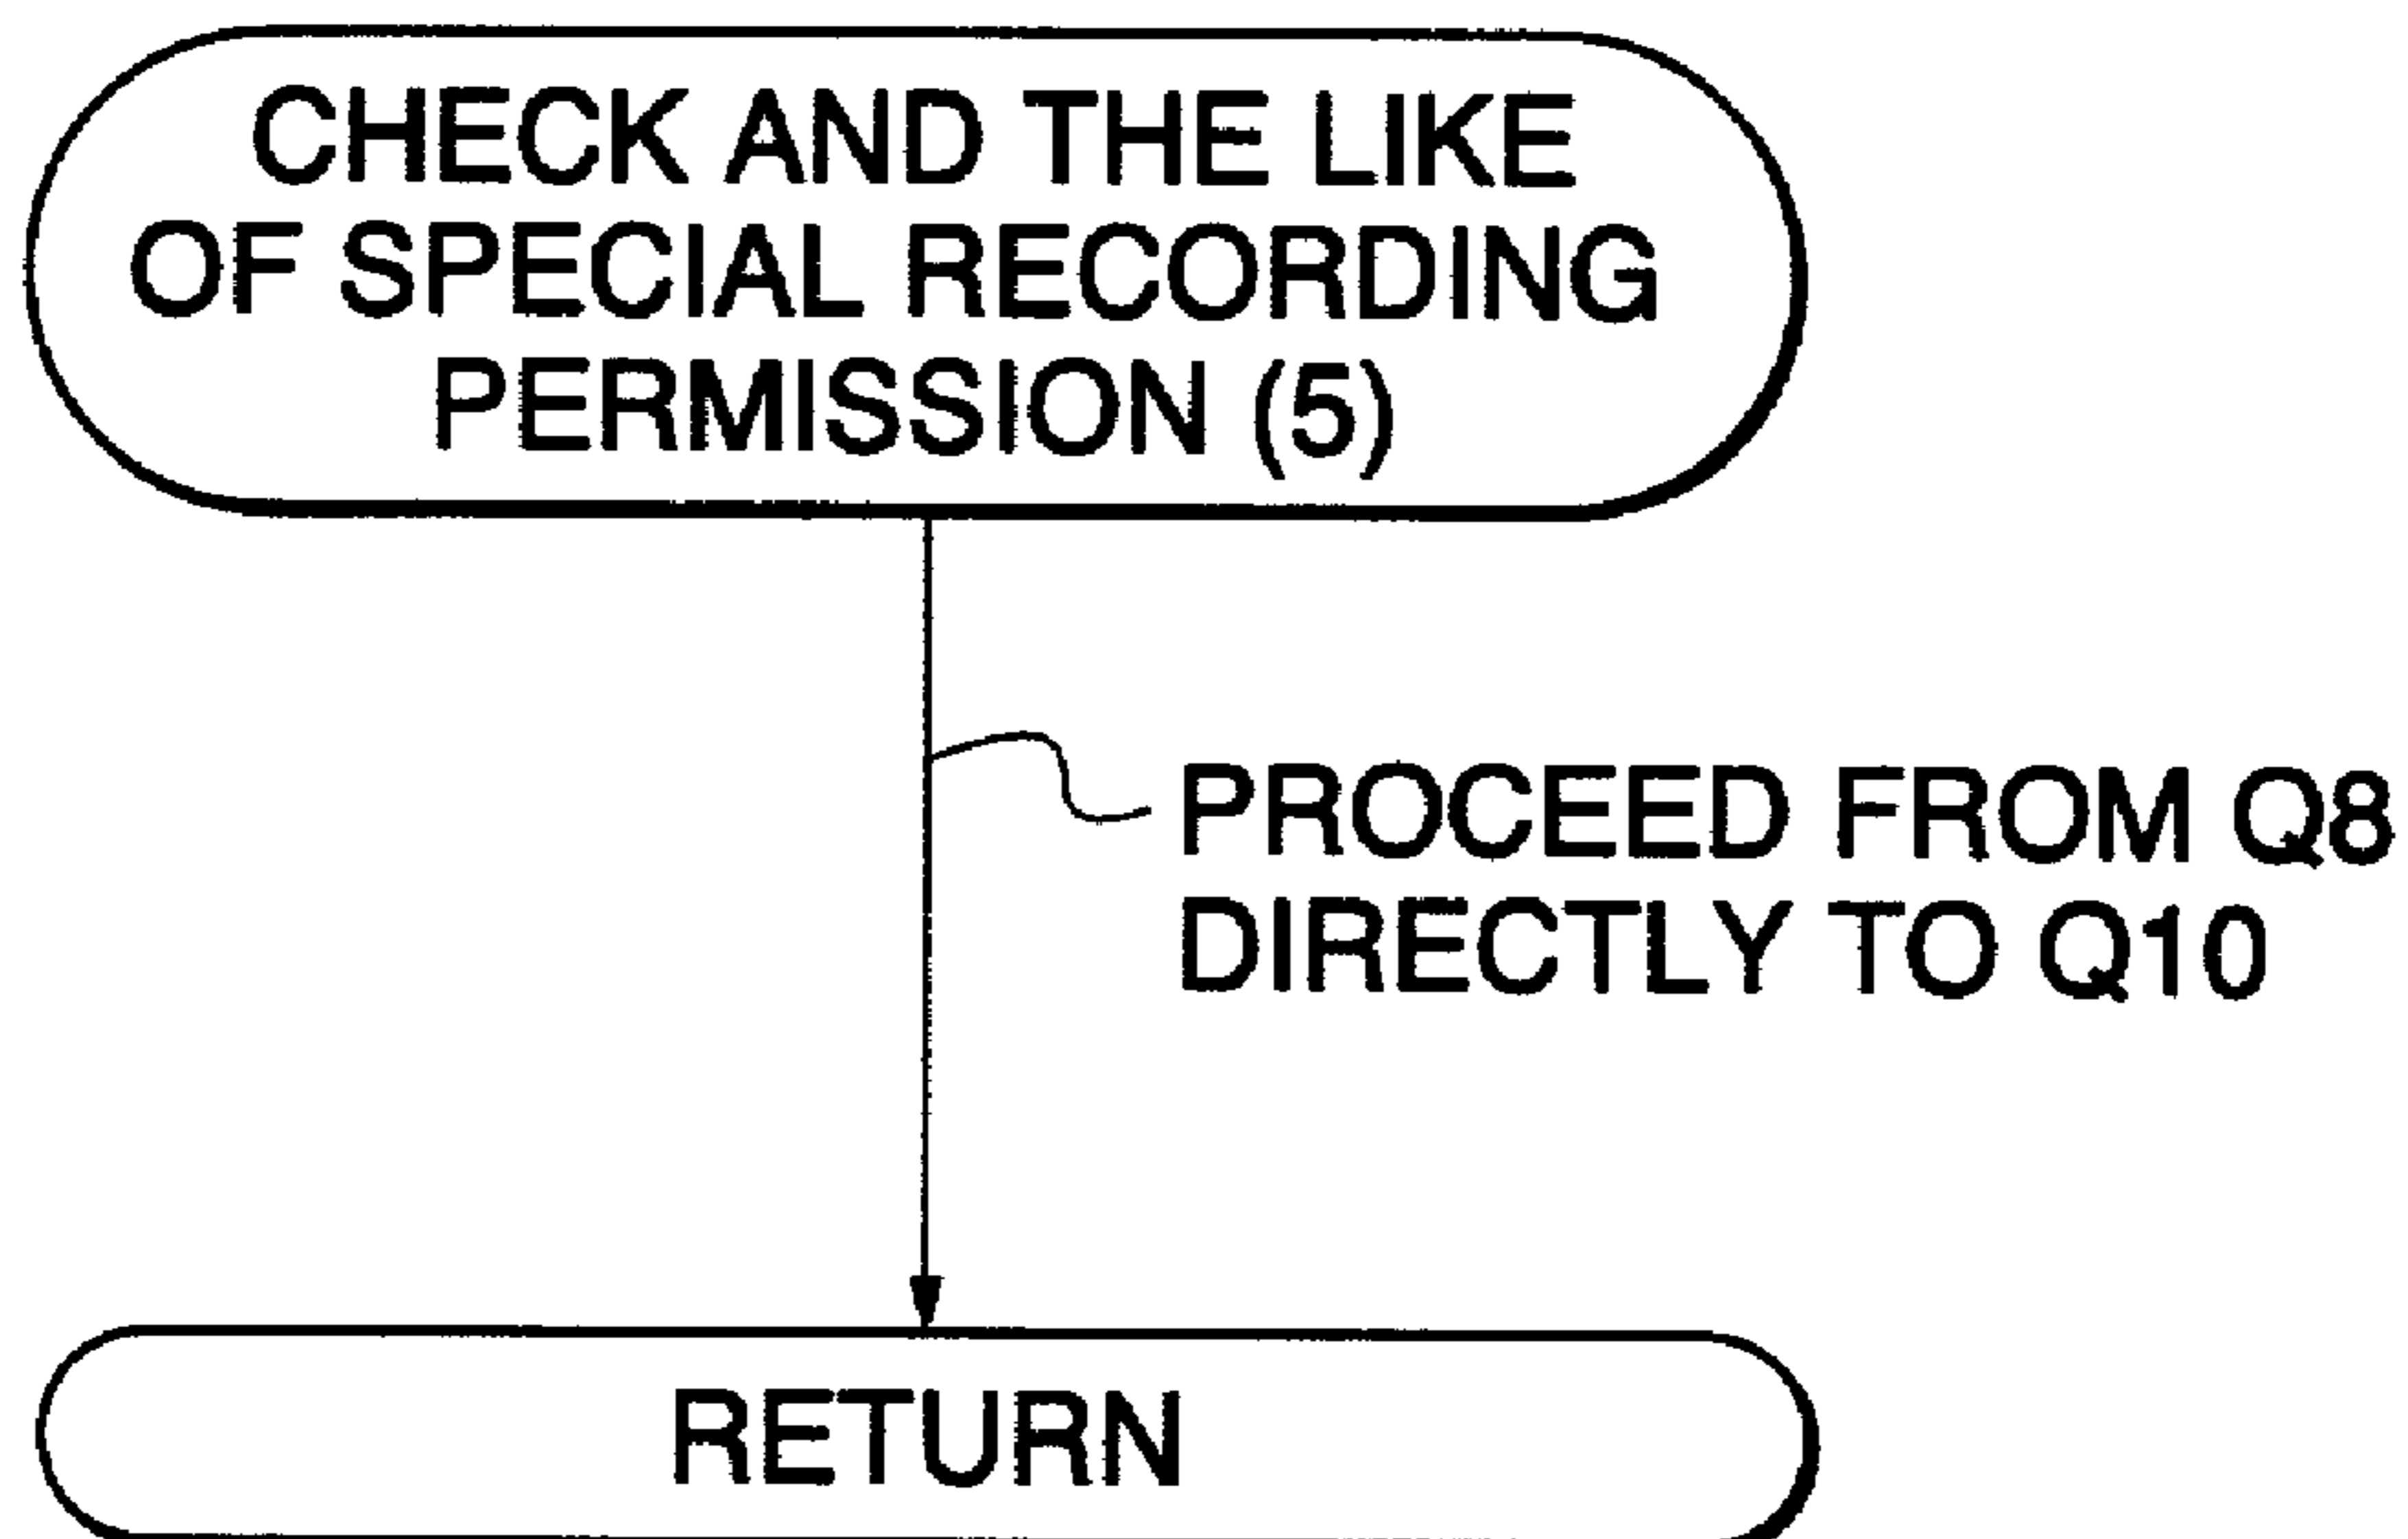 CHECK AND THE LIKE
OF SPECIAL RECORDING
PERMISSION (5)
PROCEED FROM Q8
DIRECTLY TO Q10
RETURN